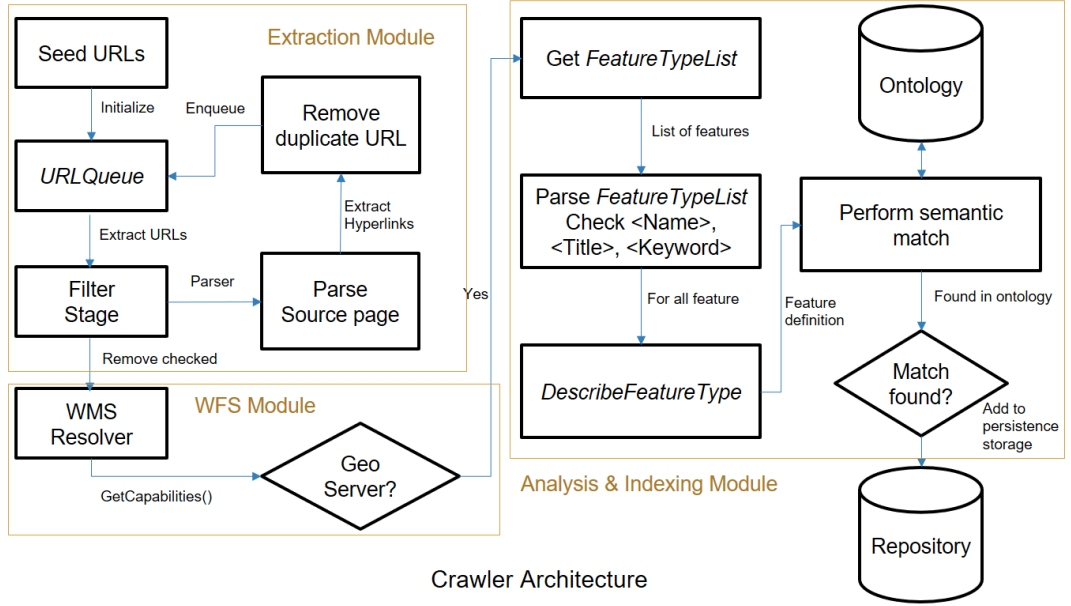 Extraction Module
Seed URLs
Initialize
Enqueue
Remove
duplicate URL
URLQueue
Extract URLs
Extract
Hyperlinks
Filter
Stage
Parser
Parse
Source page
Remove checked
WFS Module
WMS
Resolver
GetCapabilities()
Geo
Server?
Yes
Get FeatureTypeList
List of features
Parse FeatureTypeList
Check <Name>,
<Title>, <Keyword>
For all feature
DescribeFeatureType
Feature
definition
Ontology
Perform semantic
match
Found in ontology
Match
found?
Add to
persistence
storage
Analysis & Indexing Module
Repository
Crawler Architecture